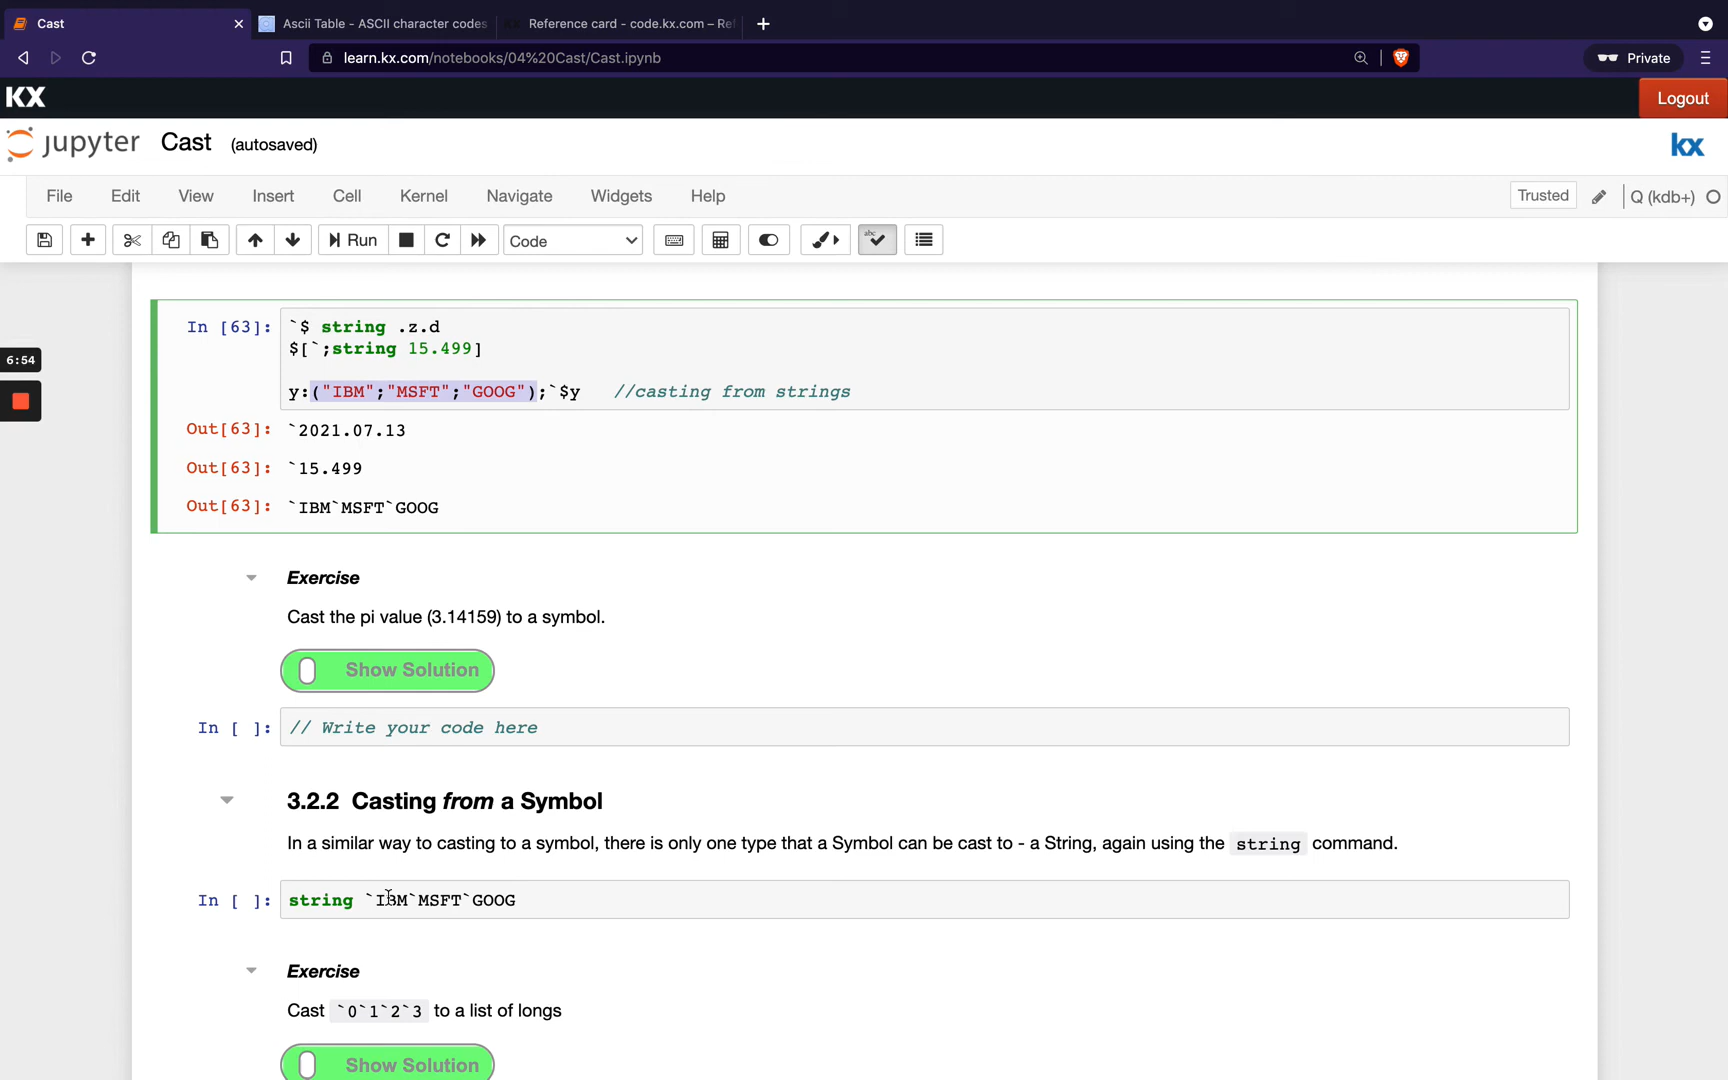 Cast
Ascii Table - ASCII character codes
Reference card - code.kx.com – Ref
learn.kx.com/notebooks/04%20Cast/Cast.ipynb
Private
KX
Logout
jupyter Cast (autosaved)
kx
File Edit View Insert Cell Kernel Navigate Widgets Help
Trusted
Q (kdb+)
Run
Code
abc
6:54
In [63]: `$ string .z.d
$[`;string 15.499]
y:("IBM";"MSFT";"GOOG");`$y //casting from strings
Out[63]: `2021.07.13
Out[63]: `15.499
Out[63]: `IBM`MSFT`GOOG
Exercise
Cast the pi value (3.14159) to a symbol.
Show Solution
In [ ]: // Write your code here
3.2.2 Casting from a Symbol
In a similar way to casting to a symbol, there is only one type that a Symbol can be cast to - a String, again using the string command.
In [ ]: string `IBM`MSFT`GOOG
Exercise
Cast `0`1`2`3 to a list of longs
Show Solution